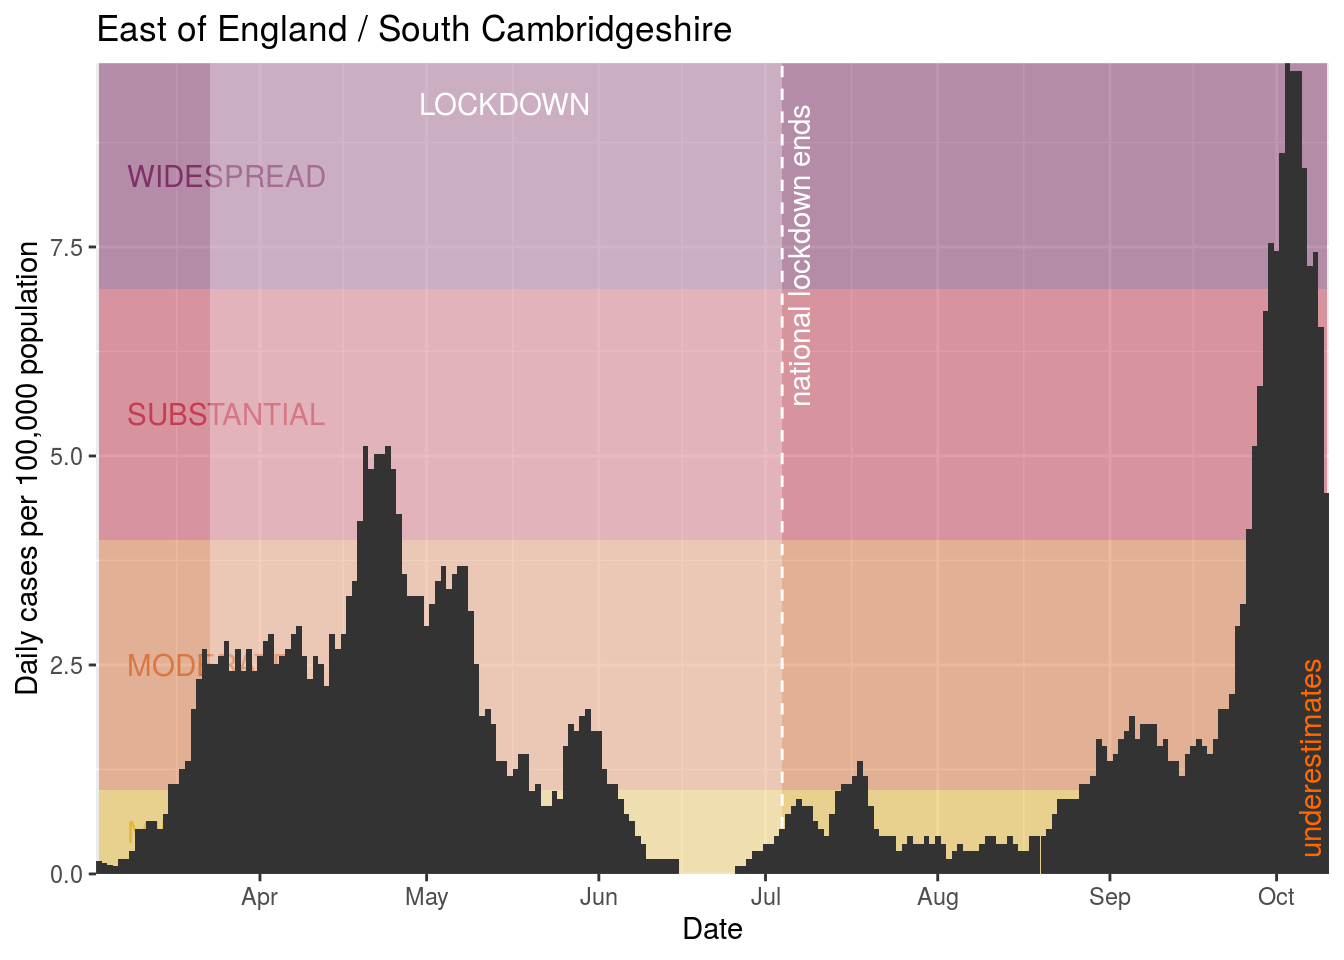 East of England / South Cambridgeshire
LOCKDOWN
WIDESPREAD
national lockdown ends
SUBSTANTIAL
underestimates
Daily cases per 100,000 population
7.5
5.0
2.5
0.0
Apr May Jun Jul Aug Sep Oct
Date